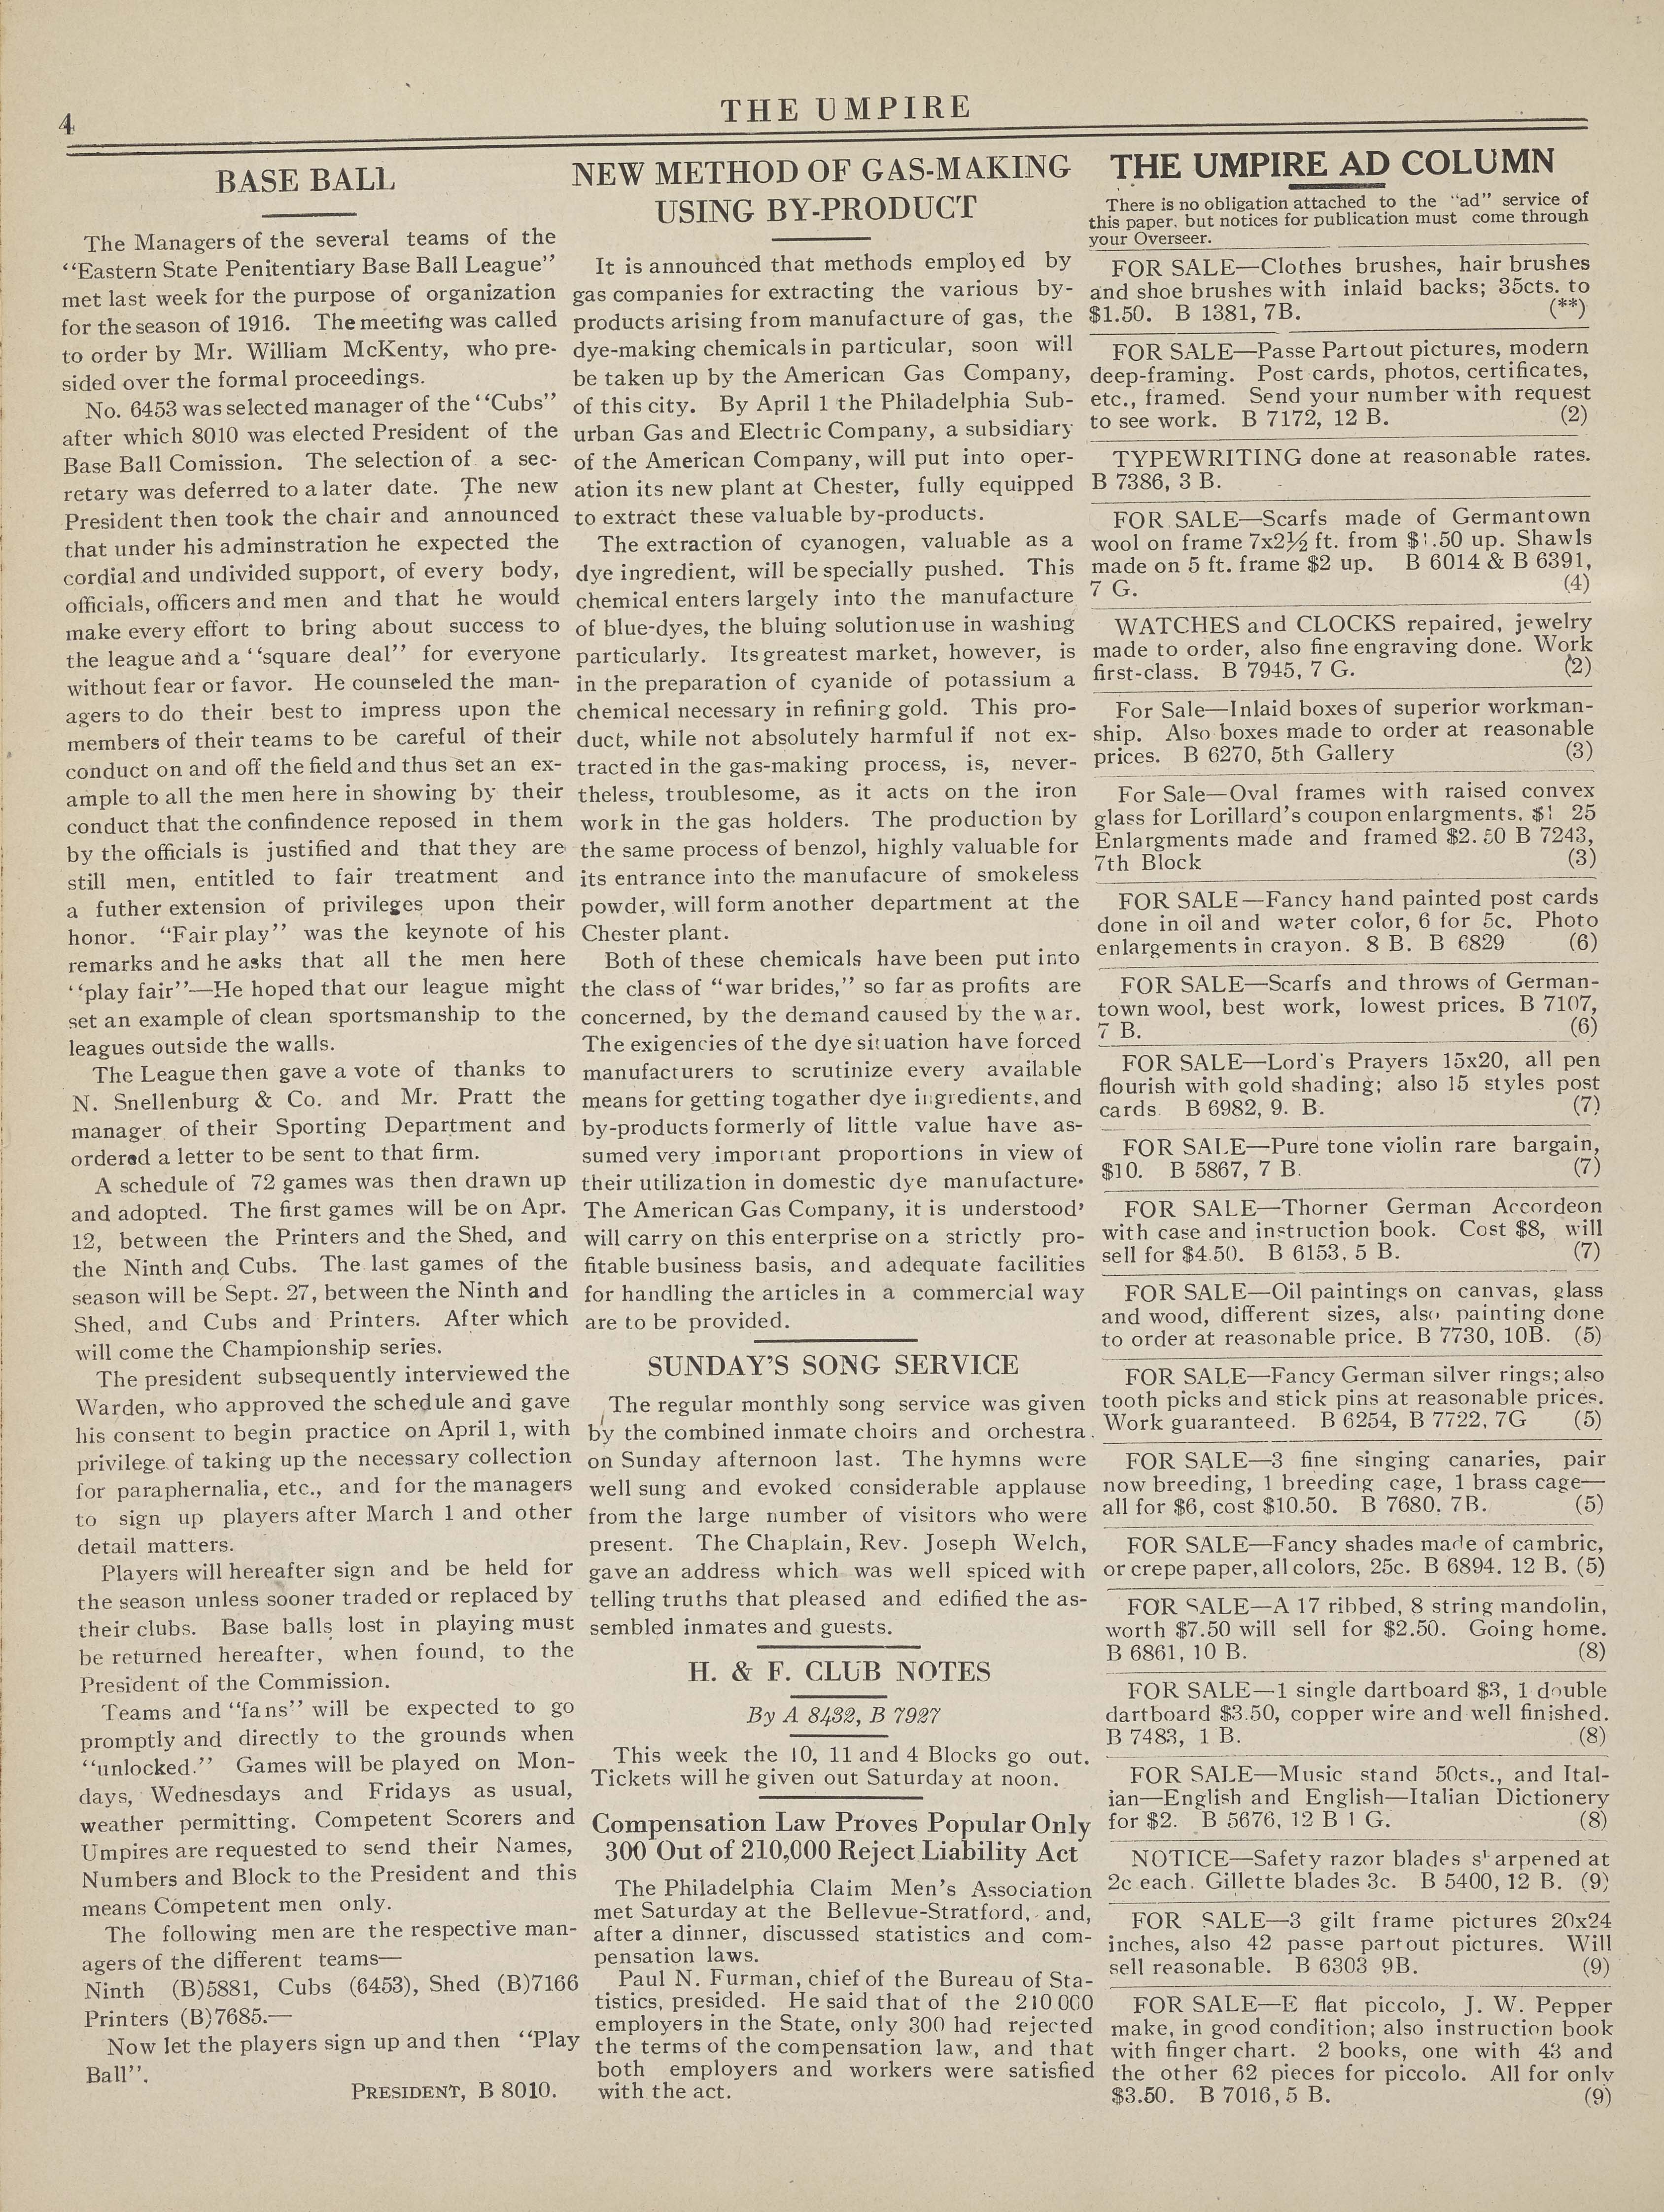 4
THE UMPIRE
BASE BALL
The Managers of the several teams of the
"Eastern State Penitentiary Base Ball League"
met last week for the purpose of organization
for the season of 1916. The meeting was called
to order by Mr. William McKenty, who pre-
sided over the formal proceedings.
No. 6453 was selected manager of the "Cubs"
after which 8010 was elected President of the
Base Ball Comission. The selection of a sec-
retary was deferred to a later date. The new
President then took the chair and announced
that under his adminstration he expected the
cordial and undivided support, of every body,
officials, officers and men and that he would
make every effort to bring about success to
the league and a "square deal" for everyone
without fear or favor. He counseled the man-
agers to do their best to impress upon the
members of their teams to be careful of their
conduct on and off the field and thus set an ex-
ample to all the men here in showing by their
conduct that the confindence reposed in them
by the officials is justified and that they are
still men, entitled to fair treatment and
a futher extension of privileges upon their
honor. "Fair play" was the keynote of his
remarks and he asks that all the men here
"play fair"—He hoped that our league might
set an example of clean sportsmanship to the
leagues outside the walls.
The League then gave a vote of thanks to
N. Snellenburg & Co. and Mr. Pratt the
manager of their Sporting Department and
ordered a letter to be sent to that firm.
A schedule of 72 games was then drawn up
and adopted. The first games will be on Apr.
12, between the Printers and the Shed, and
the Ninth and Cubs. The last games of the
season will be Sept. 27, between the Ninth and
Shed, and Cubs and Printers. After which
will come the Championship series.
The president subsequently interviewed the
Warden, who approved the schedule and gave
his consent to begin practice on April 1, with
privilege of taking up the necessary collection
for paraphernalia, etc., and for the managers
to sign up players after March 1 and other
detail matters.
Players will hereafter sign and be held for
the season unless sooner traded or replaced by
their clubs. Base balls lost in playing must
be returned hereafter, when found, to the
President of the Commission.
Teams and "fans" will be expected to go
promptly and directly to the grounds when
"unlocked." Games will be played on Mon-
days, Wednesdays and Fridays as usual,
weather permitting. Competent Scorers and
Umpires are requested to send their Names,
Numbers and Block to the President and this
means Competent men only.
The following men are the respective man-
agers of the different teams—
Ninth (B)5881, Cubs (6453), Shed (B)7166
Printers (B)7685.—
Now let the players sign up and then "Play
Ball".
PRESIDENT, B 8010.
NEW METHOD OF GAS-MAKING
USING BY-PRODUCT
It is announced that methods employed by
gas companies for extracting the various by-
products arising from manufacture of gas, the
dye-making chemicals in particular, soon will
be taken up by the American Gas Company,
of this city. By April 1 the Philadelphia Sub-
urban Gas and Electric Company, a subsidiary
of the American Company, will put into oper-
ation its new plant at Chester, fully equipped
to extract these valuable by-products.
The extraction of cyanogen, valuable as a
dye ingredient, will be specially pushed. This
chemical enters largely into the manufacture
of blue-dyes, the bluing solution use in washing
particularly. Its greatest market, however, is
in the preparation of cyanide of potassium a
chemical necessary in refining gold. This pro-
duct, while not absolutely harmful if not ex-
tracted in the gas-making process, is, never-
theless, troublesome, as it acts on the iron
work in the gas holders. The production by
the same process of benzol, highly valuable for
its entrance into the manufacure of smokeless
powder, will form another department at the
Chester plant.
Both of these chemicals have been put into
the class of "war brides," so far as profits are
concerned, by the demand caused by the war.
The exigencies of the dye situation have forced
manufacturers to scrutinize every available
means for getting togather dye ingredients, and
by-products formerly of little value have as-
sumed very important proportions in view of
their utilization in domestic dye manufacture.
The American Gas Company, it is understood'
will carry on this enterprise on a strictly pro-
fitable business basis, and adequate facilities
for handling the articles in a commercial way
are to be provided.
SUNDAY'S SONG SERVICE
The regular monthly song service was given
by the combined inmate choirs and orchestra.
on Sunday afternoon last. The hymns were
well sung and evoked considerable applause
from the large number of visitors who were
present. The Chaplain, Rev. Joseph Welch,
gave an address which was well spiced with
telling truths that pleased and edified the as-
sembled inmates and guests.
H. & F. CLUB NOTES
By A 8432, B 7927
This week the 10, 11 and 4 Blocks go out.
Tickets will he given out Saturday at noon.
Compensation Law Proves Popular Only
300 Out of 210,000 Reject Liability Act
The Philadelphia Claim Men's Association
met Saturday at the Bellevue-Stratford, and,
after a dinner, discussed statistics and com-
pensation laws.
Paul N. Furman, chief of the Bureau of Sta-
tistics, presided. He said that of the 210 000
employers in the State, only 300 had rejected
the terms of the compensation law, and that
both employers and workers were satisfied
with the act.
THE UMPIRE AD COLUMN
There is no obligation attached to the "ad" service of
this paper, but notices for publication must come through
your Overseer.
FOR SALE—Clothes brushes, hair brushes
and shoe brushes with inlaid backs; 35cts. to
$1.50. B 1381, 7B. (**)
FOR SALE—Passe Partout pictures, modern
deep-framing. Post cards, photos, certificates,
etc., framed. Send your number with request
to see work. B 7172, 12 B. (2)
TYPEWRITING done at reasonable rates.
B 7386, 3 B.
FOR SALE—Scarfs made of Germantown
wool on frame 7x2½ ft. from $1.50 up. Shawls
made on 5 ft. frame $2 up. B 6014 & B 6391,
7 G. (4)
WATCHES and CLOCKS repaired, jewelry
made to order, also fine engraving done. Work
first-class. B 7945, 7 G. (2)
For Sale—Inlaid boxes of superior workman-
ship. Also boxes made to order at reasonable
prices. B 6270, 5th Gallery (3)
For Sale—Oval frames with raised convex
glass for Lorillard's coupon enlargments, $1 25
Enlargments made and framed $2.50 B 7243,
7th Block (3)
FOR SALE—Fancy hand painted post cards
done in oil and water color, 6 for 5c. Photo
enlargements in crayon. 8 B. B 6829 (6)
FOR SALE—Scarfs and throws of German-
town wool, best work, lowest prices. B 7107,
7 B. (6)
FOR SALE—Lord's Prayers 15x20, all pen
flourish with gold shading; also 15 styles post
cards B 6982, 9. B. (7)
FOR SALE—Pure tone violin rare bargain,
$10. B 5867, 7 B. (7)
FOR SALE—Thorner German Accordeon
with case and instruction book. Cost $8, will
sell for $4.50. B 6153, 5 B. (7)
FOR SALE—Oil paintings on canvas, glass
and wood, different sizes, also painting done
to order at reasonable price. B 7730, 10B. (5)
FOR SALE—Fancy German silver rings; also
tooth picks and stick pins at reasonable prices.
Work guaranteed. B 6254, B 7722, 7G (5)
FOR SALE—3 fine singing canaries, pair
now breeding, 1 breeding cage, 1 brass cage—
all for $6, cost $10.50. B 7680, 7B. (5)
FOR SALE—Fancy shades made of cambric,
or crepe paper, all colors, 25c. B 6894. 12 B. (5)
FOR SALE—A 17 ribbed, 8 string mandolin,
worth $7.50 will sell for $2.50. Going home.
B 6861, 10 B. (8)
FOR SALE—1 single dartboard $3, 1 double
dartboard $3.50, copper wire and well finished.
B 7483, 1 B. (8)
FOR SALE—Music stand 50cts., and Ital-
ian—English and English—Italian Dictionery
for $2. B 5676, 12 B 1 G. (8)
NOTICE—Safety razor blades sharpened at
2c each. Gillette blades 3c. B 5400, 12 B. (9)
FOR SALE—3 gilt frame pictures 20x24
inches, also 42 passe partout pictures. Will
sell reasonable. B 6303 9B. (9)
FOR SALE—E flat piccolo, J. W. Pepper
make, in good condition; also instruction book
with finger chart. 2 books, one with 43 and
the other 62 pieces for piccolo. All for only
$3.50. B 7016, 5 B. (9)